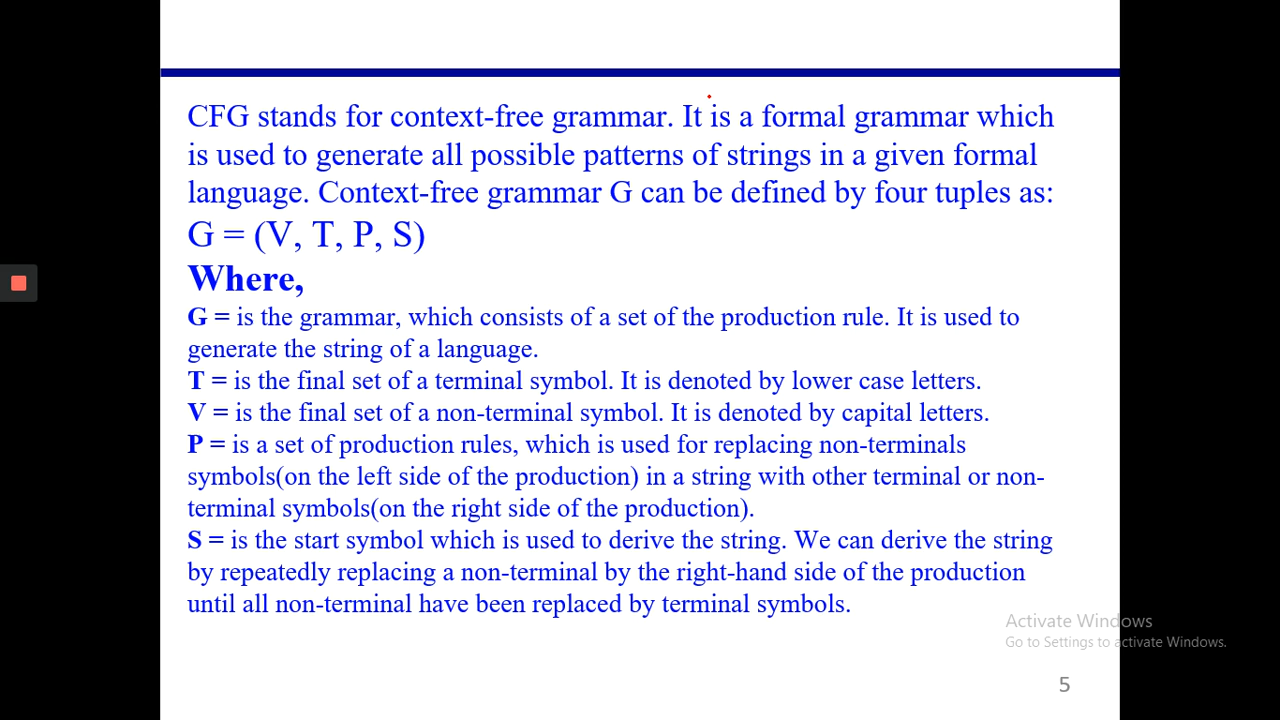 CFG stands for context-free grammar. It is a formal grammar which
is used to generate all possible patterns of strings in a given formal
language. Context-free grammar G can be defined by four tuples as:
G = (V, T, P, S)
Where,
G = is the grammar, which consists of a set of the production rule. It is used to
generate the string of a language.
T = is the final set of a terminal symbol. It is denoted by lower case letters.
V = is the final set of a non-terminal symbol. It is denoted by capital letters.
P = is a set of production rules, which is used for replacing non-terminals
symbols(on the left side of the production) in a string with other terminal or non-
terminal symbols(on the right side of the production).
S = is the start symbol which is used to derive the string. We can derive the string
by repeatedly replacing a non-terminal by the right-hand side of the production
until all non-terminal have been replaced by terminal symbols.
Activate Windows
Go to Settings to activate Windows.
5